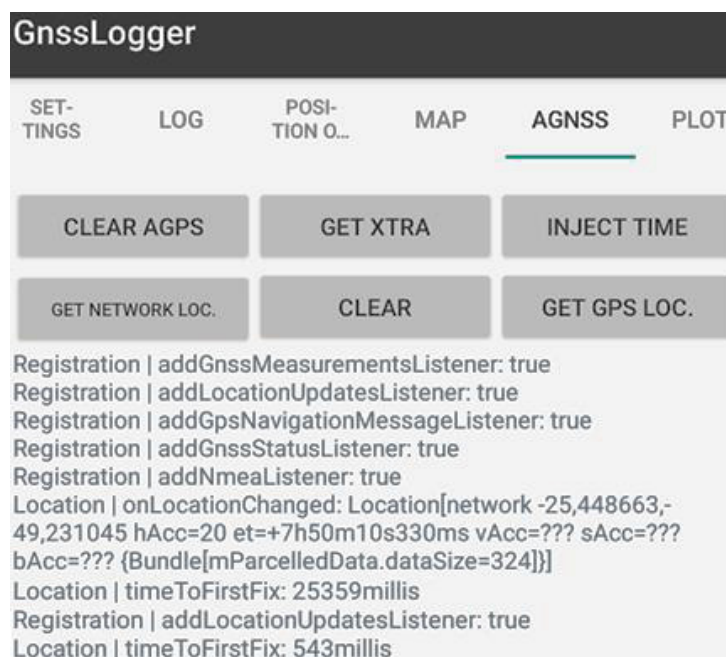 GnssLogger
SET-
TINGS
LOG
POSI-
TION O...
MAP
AGNSS
PLOT
CLEAR AGPS
GET XTRA
INJECT TIME
GET NETWORK LOC.
CLEAR
GET GPS LOC.
Registration | addGnssMeasurementsListener: true
Registration | addLocationUpdatesListener: true
Registration | addGpsNavigationMessageListener: true
Registration | addGnssStatusListener: true
Registration | addNmeaListener: true
Location | onLocationChanged: Location[network -25,448663,-
49,231045 hAcc=20 et=+7h50m10s330ms vAcc=??? sAcc=???
bAcc=??? {Bundle[mParcelledData.dataSize=324]}]
Location | timeToFirstFix: 25359millis
Registration | addLocationUpdatesListener: true
Location | timeToFirstFix: 543millis